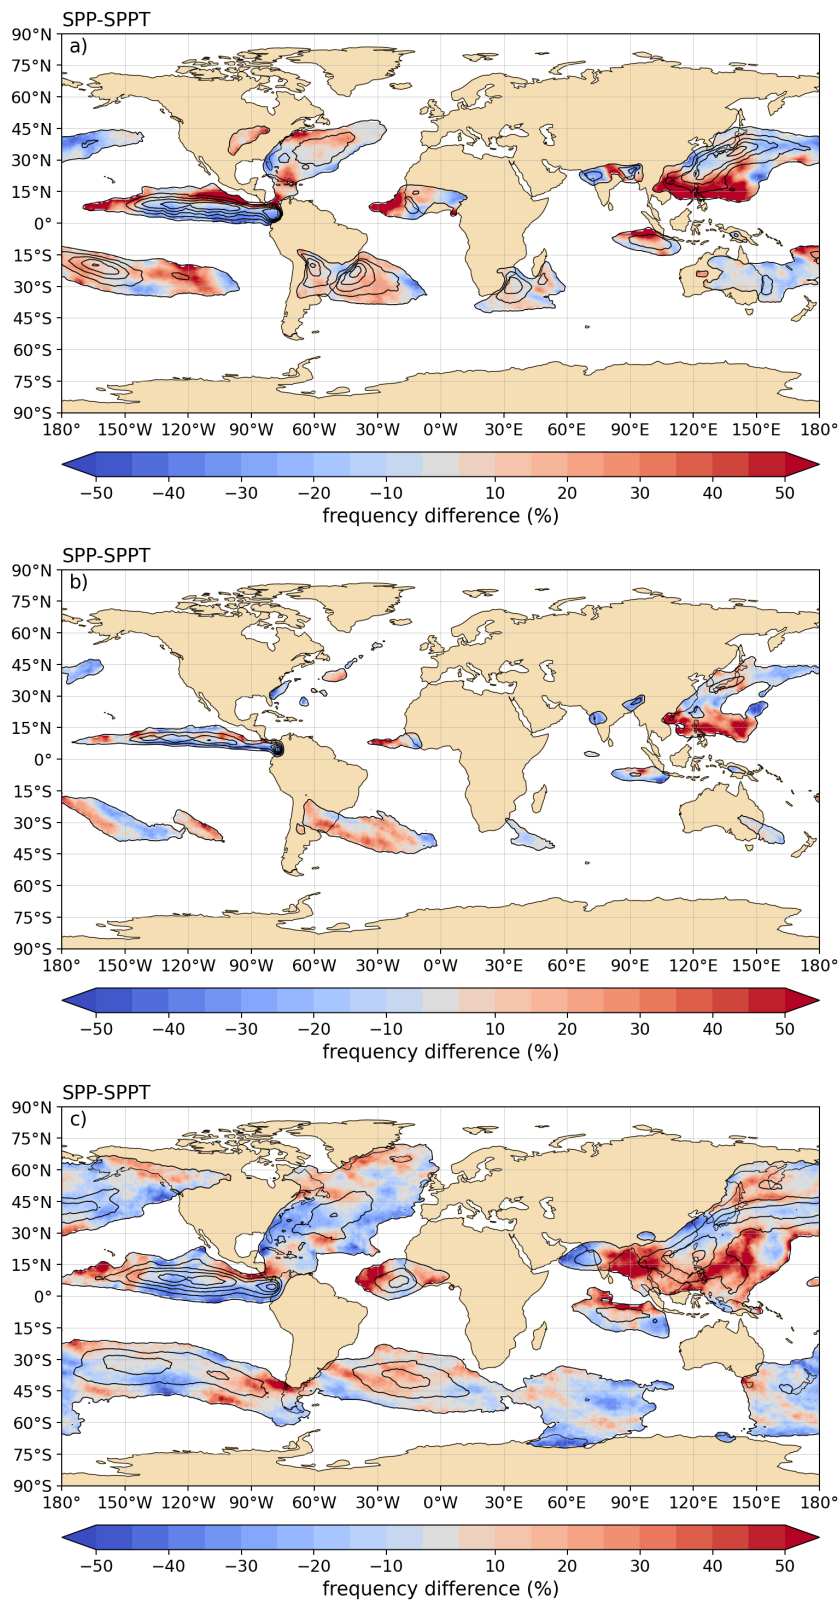 SPP-SPPT
a)
90°N
75°N
60°N
45°N
30°N
15°N
0°
15°S
30°S
45°S
60°S
75°S
90°S
180° 150°W 120°W 90°W 60°W 30°W 0°W 30°E 60°E 90°E 120°E 150°E 180°
−50 −40 −30 −20 −10 10 20 30 40 50
frequency difference (%)
SPP-SPPT
b)
90°N
75°N
60°N
45°N
30°N
15°N
0°
15°S
30°S
45°S
60°S
75°S
90°S
180° 150°W 120°W 90°W 60°W 30°W 0°W 30°E 60°E 90°E 120°E 150°E 180°
−50 −40 −30 −20 −10 10 20 30 40 50
frequency difference (%)
SPP-SPPT
c)
90°N
75°N
60°N
45°N
30°N
15°N
0°
15°S
30°S
45°S
60°S
75°S
90°S
180° 150°W 120°W 90°W 60°W 30°W 0°W 30°E 60°E 90°E 120°E 150°E 180°
−50 −40 −30 −20 −10 10 20 30 40 50
frequency difference (%)